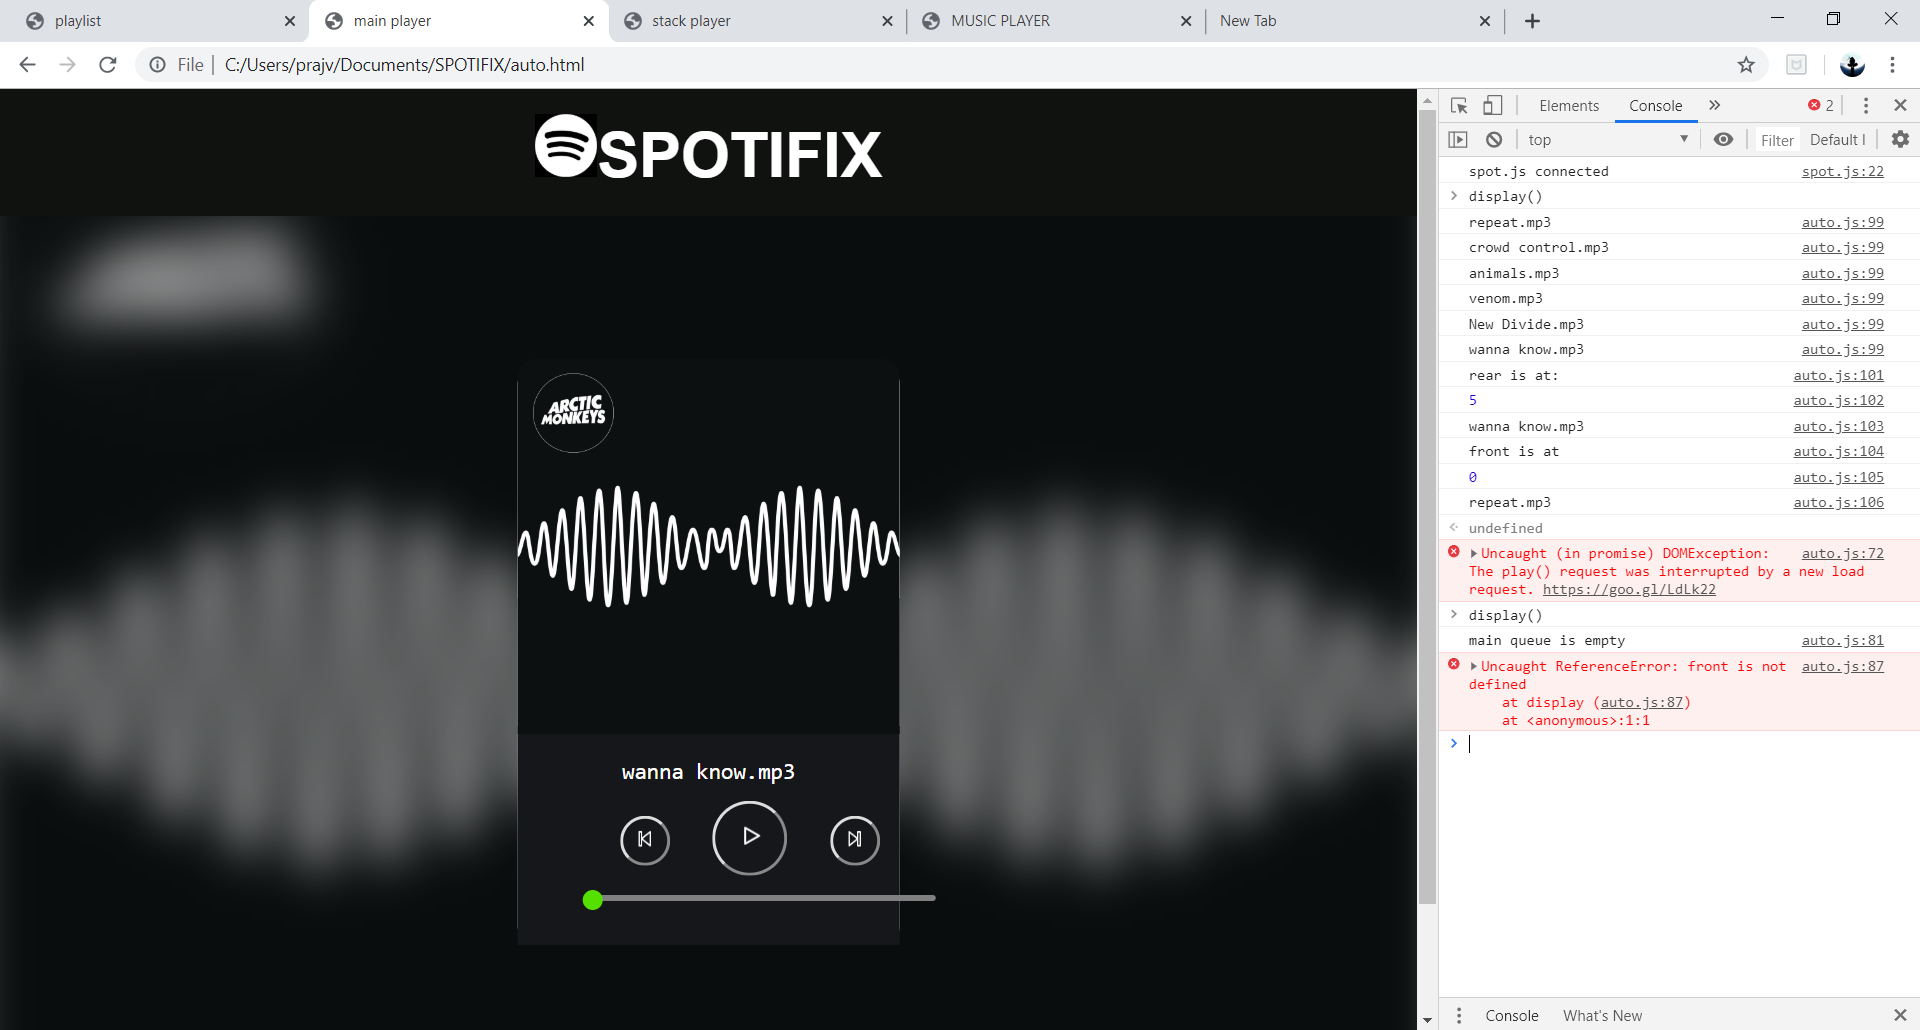 playlist
main player
stack player
MUSIC PLAYER
New Tab
File
C:/Users/prajv/Documents/SPOTIFIX/auto.html
SPOTIFIX
ARCTIC
MONKEYS
wanna know.mp3
Elements
Console
2
top
Filter
Default l
spot.js connected spot.js:22
display()
repeat.mp3 auto.js:99
crowd control.mp3 auto.js:99
animals.mp3 auto.js:99
venom.mp3 auto.js:99
New Divide.mp3 auto.js:99
wanna know.mp3 auto.js:99
rear is at: auto.js:101
5 auto.js:102
wanna know.mp3 auto.js:103
front is at auto.js:104
0 auto.js:105
repeat.mp3 auto.js:106
undefined
Uncaught (in promise) DOMException: auto.js:72
The play() request was interrupted by a new load
request. https://goo.gl/LdLk22
display()
main queue is empty auto.js:81
Uncaught ReferenceError: front is not auto.js:87
defined
at display (auto.js:87)
at <anonymous>:1:1
Console
What's New